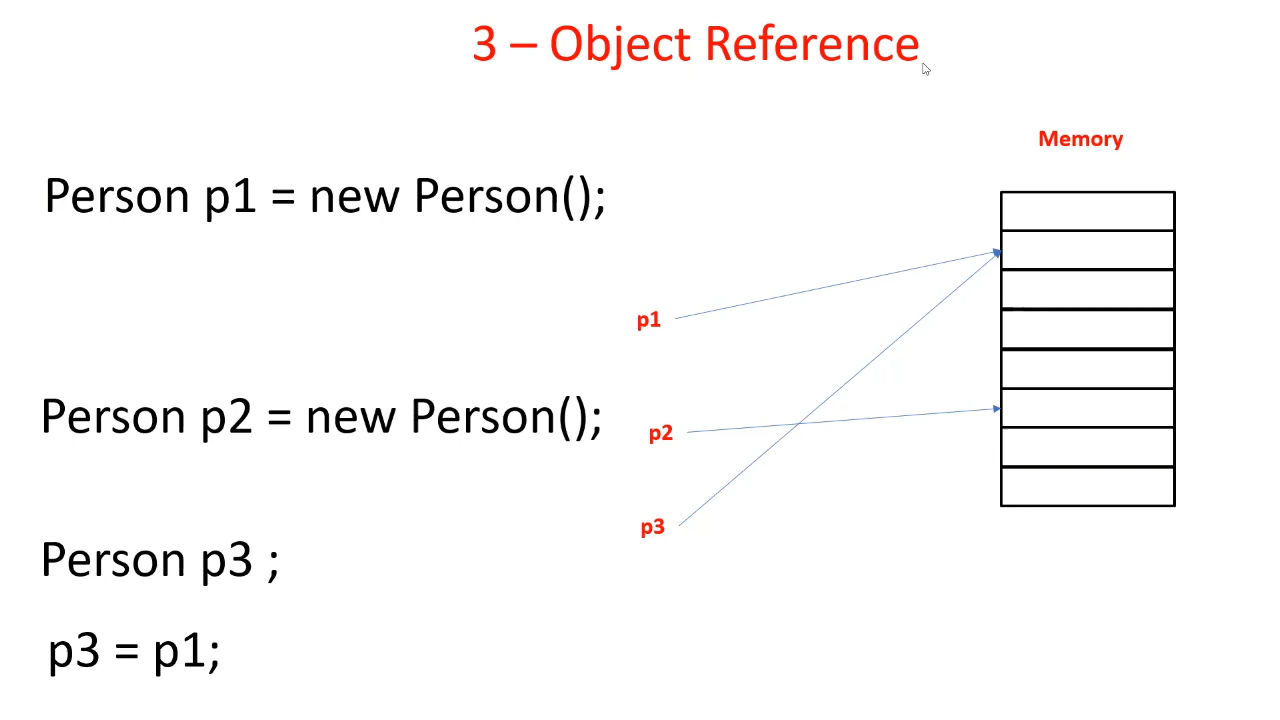 3 – Object Reference
Memory
Person p1 = new Person();
p1
Person p2 = new Person();
p2
p3
Person p3 ;
p3 = p1;